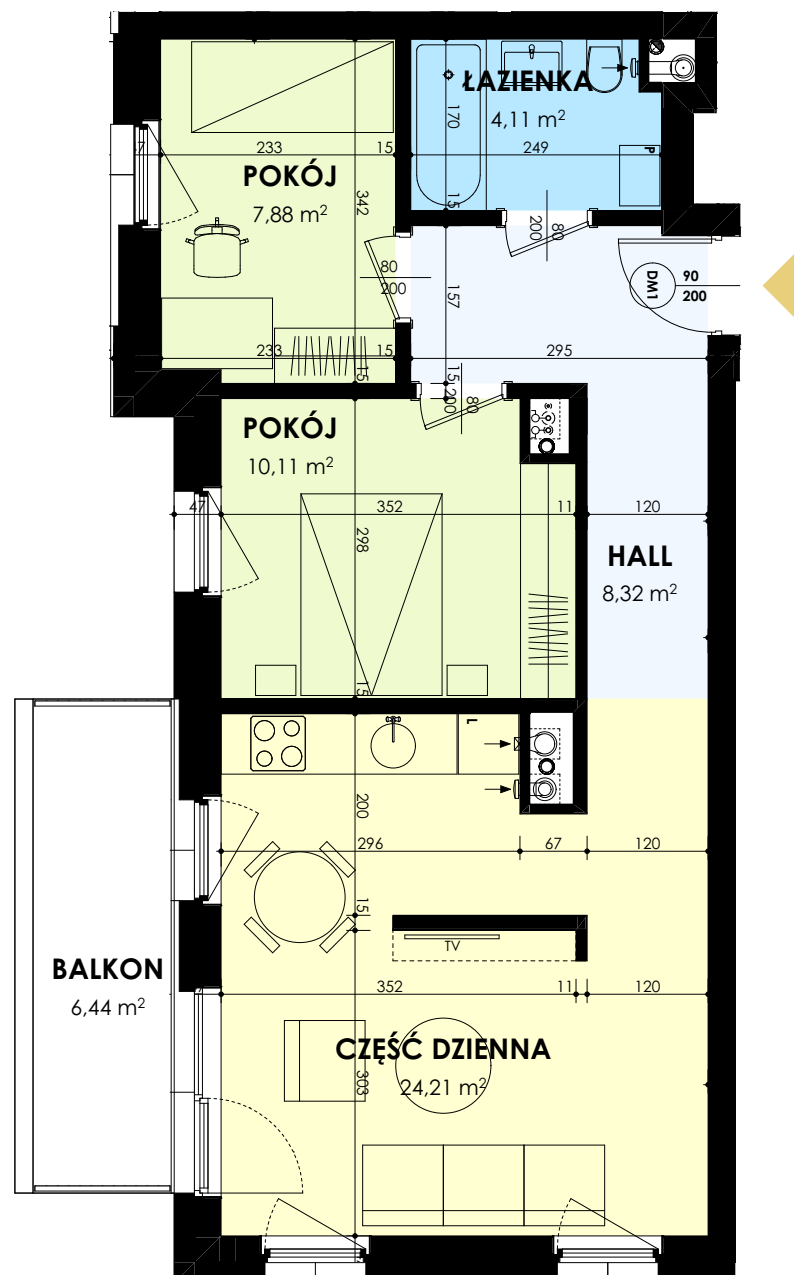 ŁAZIENKA
4,11 m²
170
249
15
P
233
15
POKÓJ
7,88 m²
342
80
200
80
200
DM1
90
200
157
295
233
15
15
15
80
200
POKÓJ
10,11 m²
47
352
11
120
298
HALL
8,32 m²
15
L
200
296
67
120
15
TV
352
11
120
BALKON
6,44 m²
CZĘŚĆ DZIENNA
24,21 m²
303